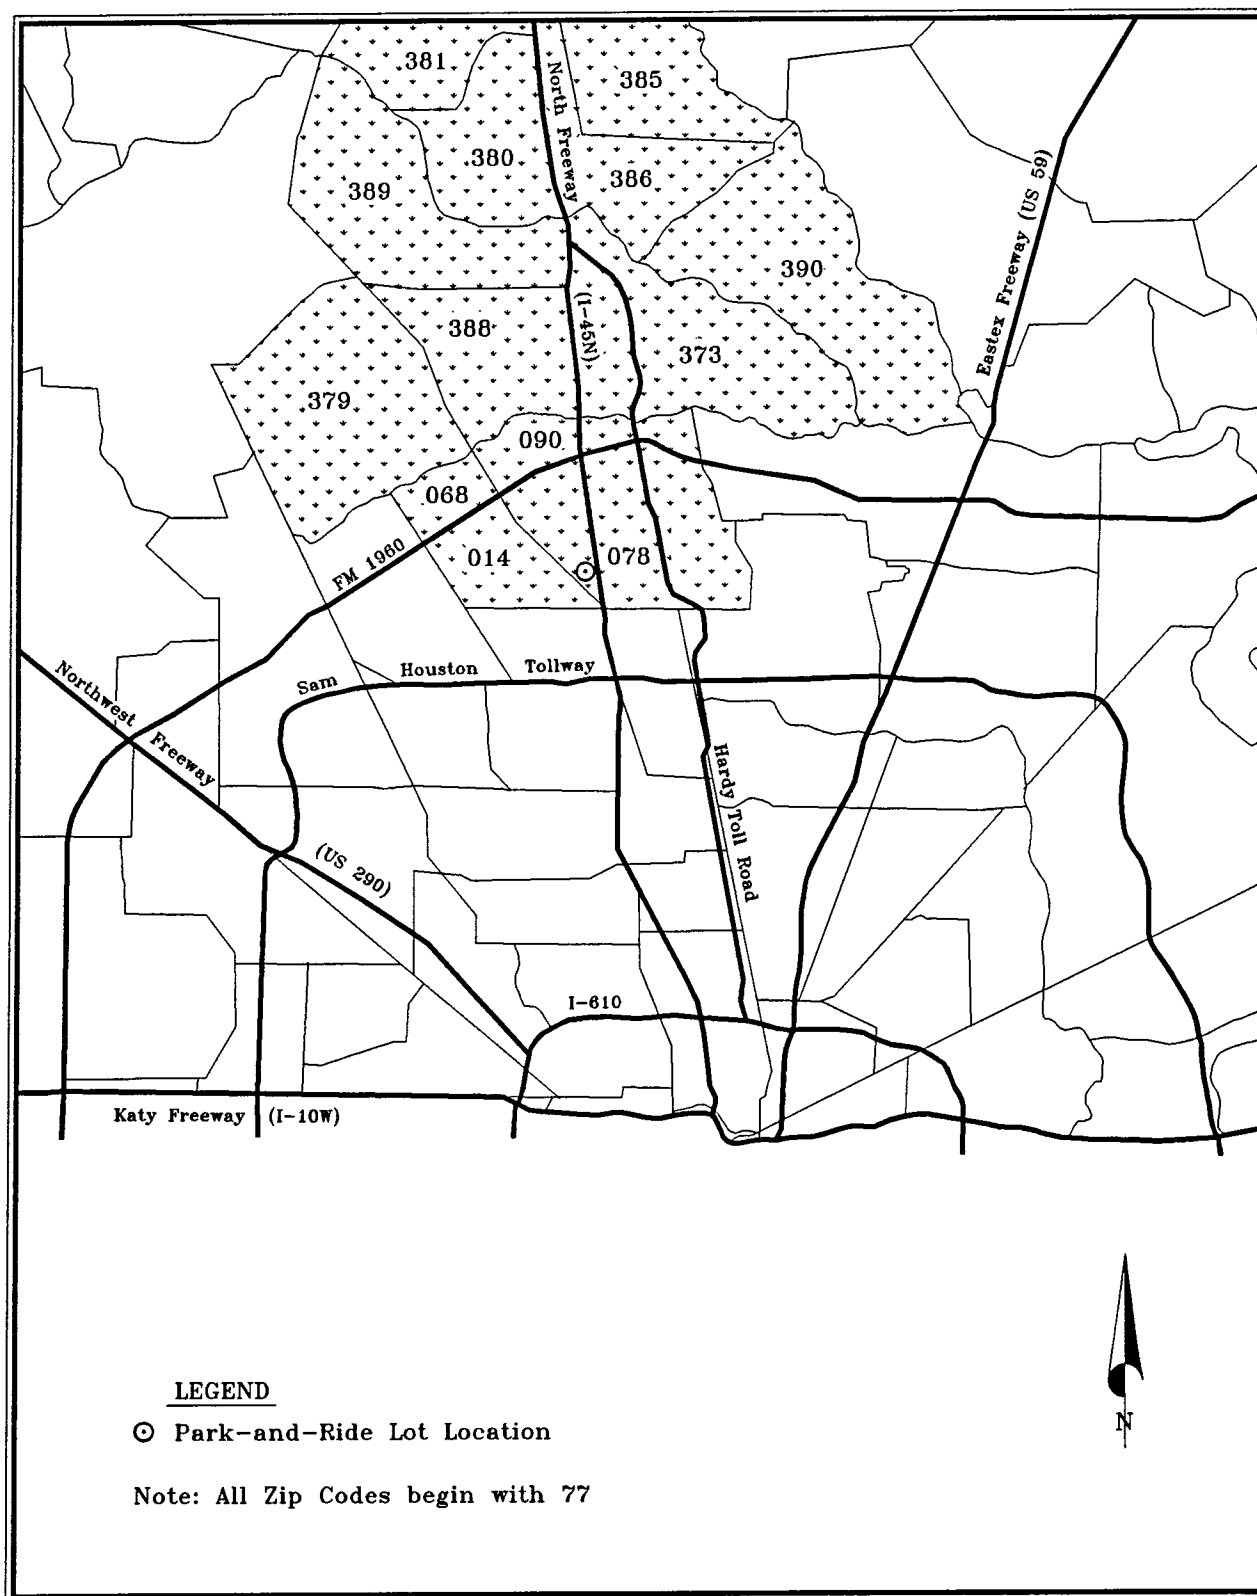 381
385
North Freeway
380
386
389
390
Eastex Freeway (US 59)
(I-45N)
388
373
379
090
068
FM 1960
014
078
Northwest Freeway
Sam Houston Tollway
Hardy Toll Road
(US 290)
I-610
Katy Freeway (I-10W)
LEGEND
Park-and-Ride Lot Location
N
Note: All Zip Codes begin with 77